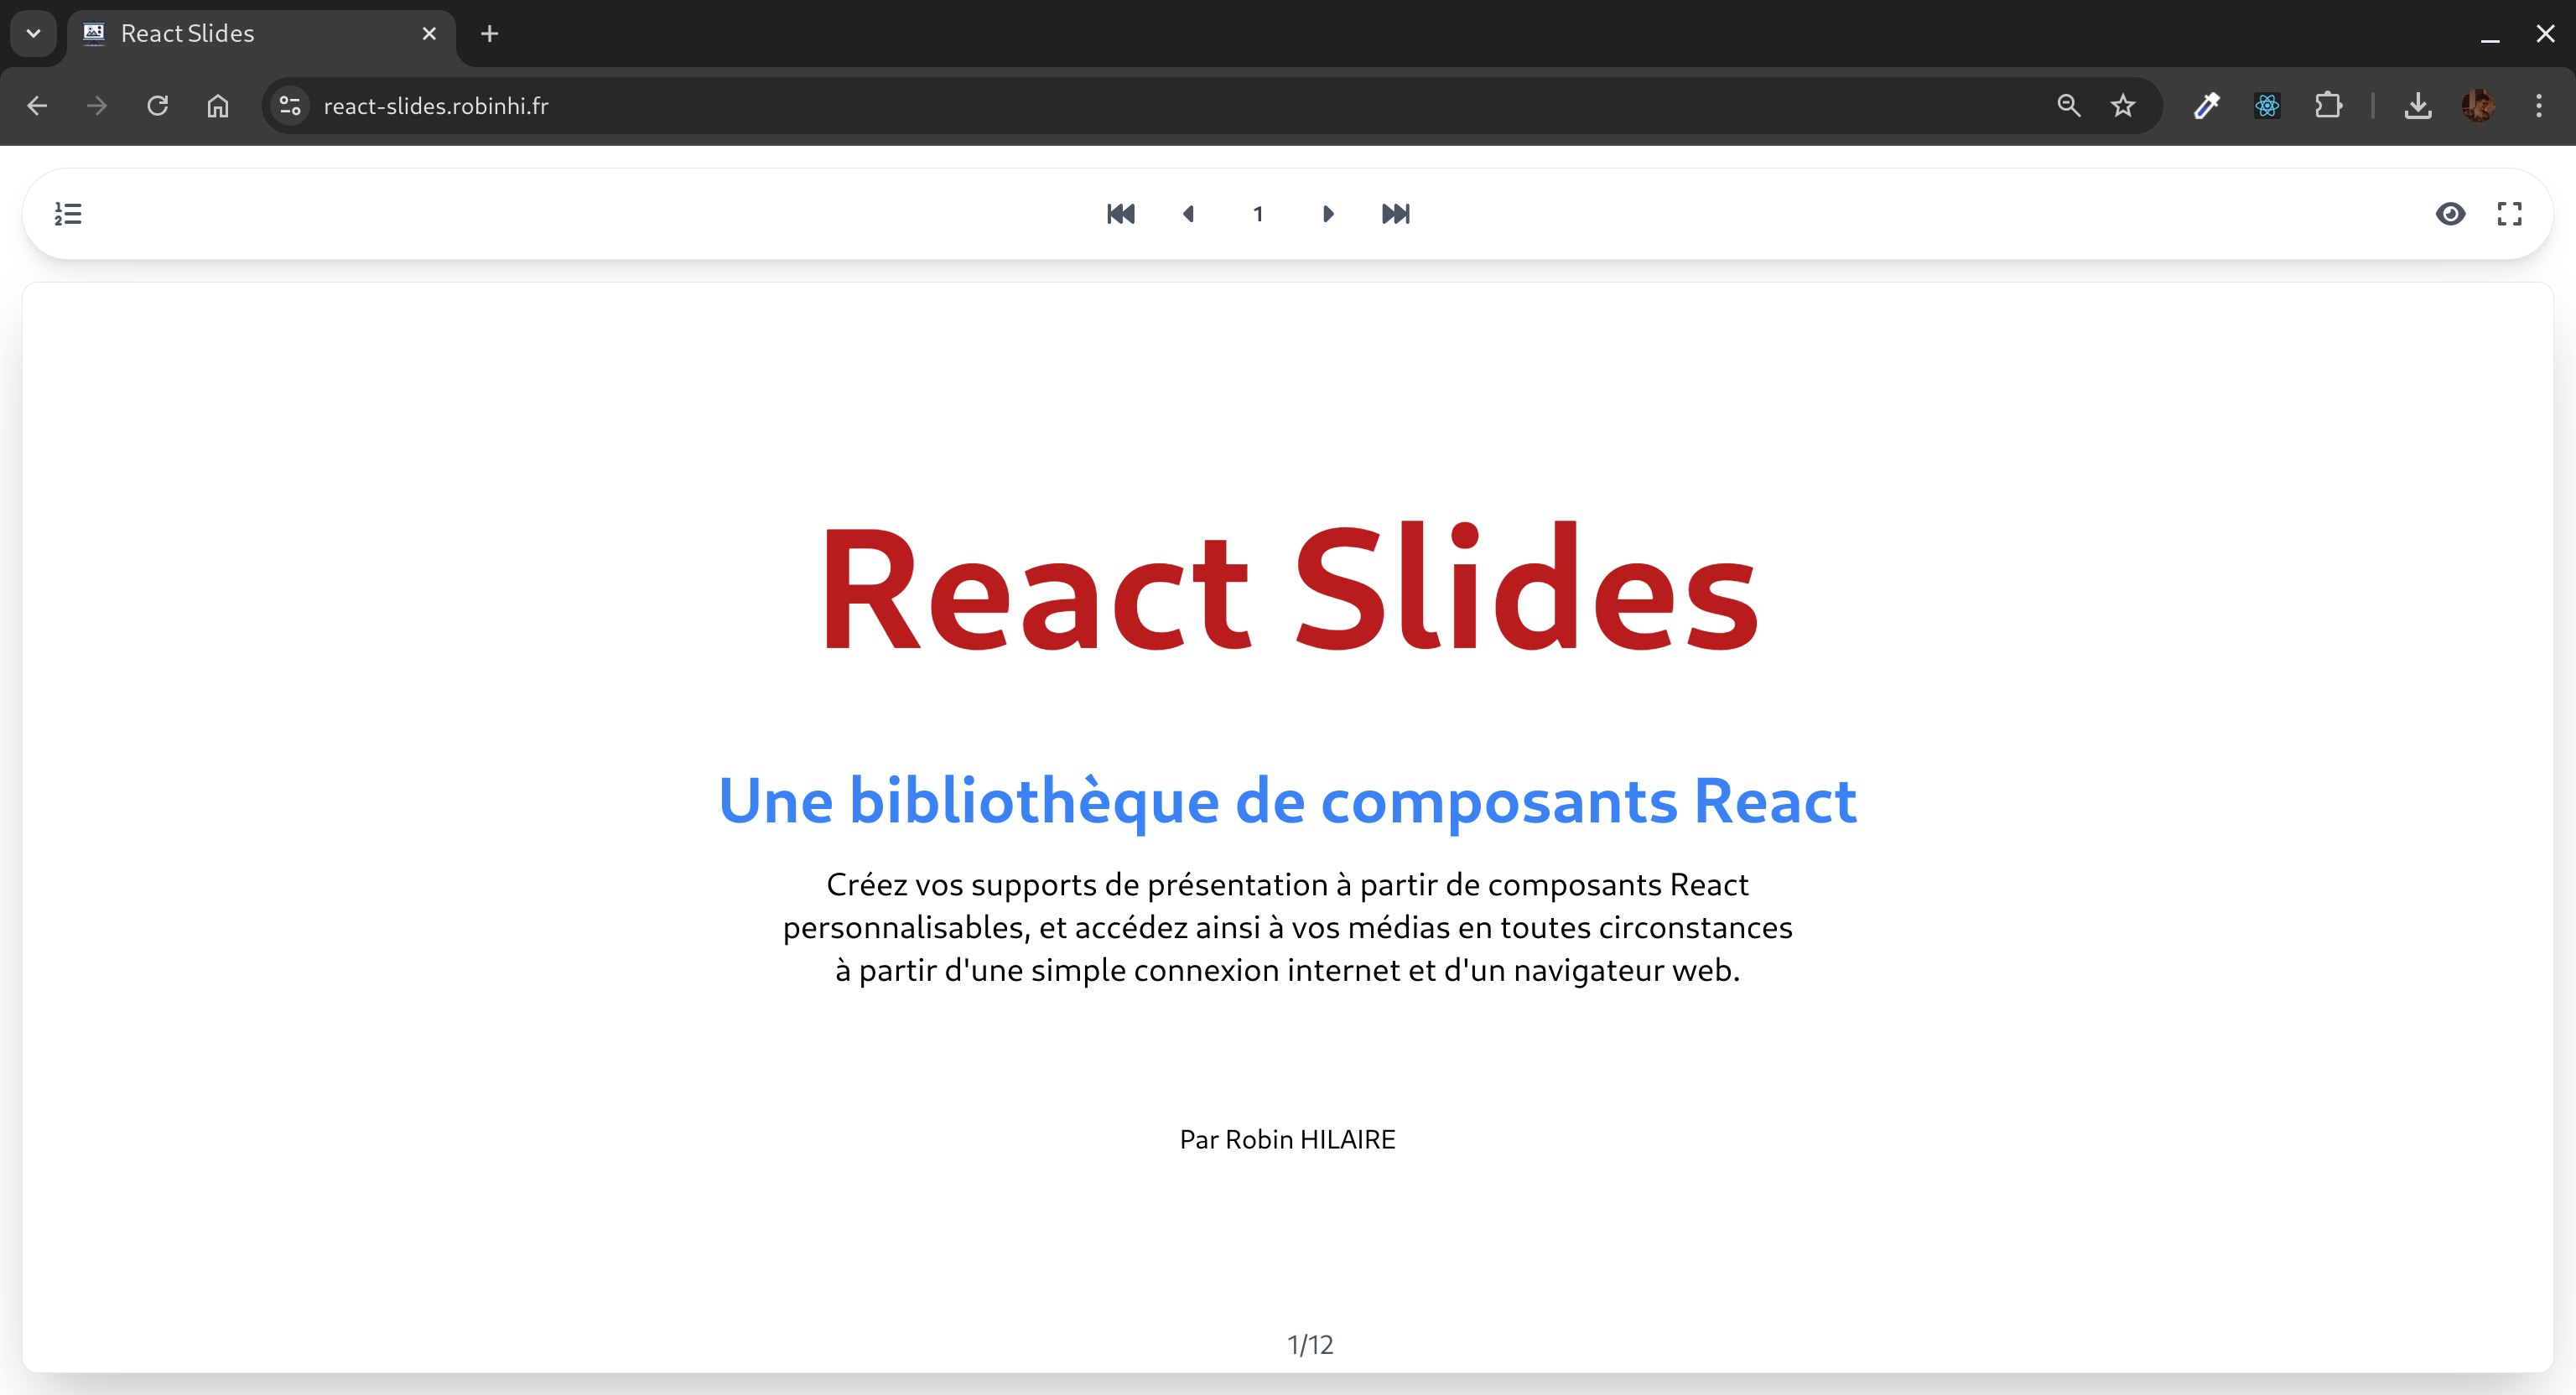 React Slides
react-slides.robinhi.fr
1
React Slides
Une bibliothèque de composants React
Créez vos supports de présentation à partir de composants React
personnalisables, et accédez ainsi à vos médias en toutes circonstances
à partir d'une simple connexion internet et d'un navigateur web.
Par Robin HILAIRE
1/12